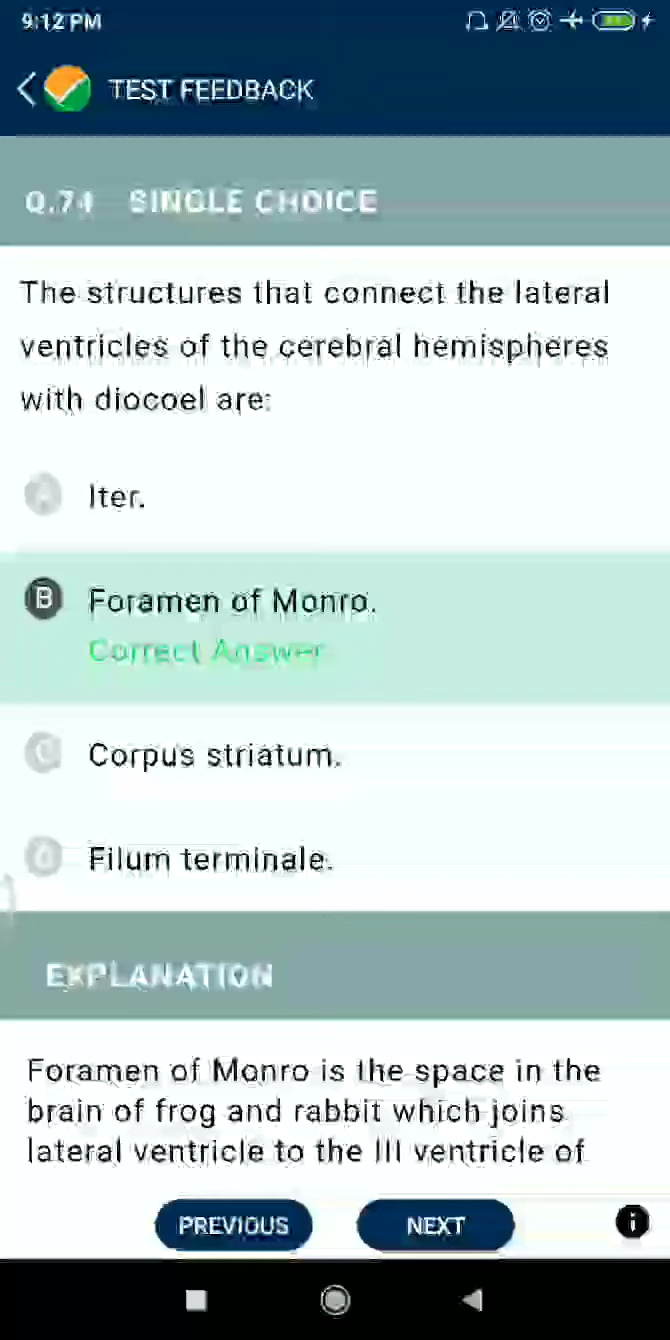 9:12 PM
TEST FEEDBACK
Q.74 SINGLE CHOICE
The structures that connect the lateral
ventricles of the cerebral hemispheres
with diocoel are:
Iter.
B Foramen of Monro.
Correct Answer
C Corpus striatum.
Filum terminale.
EXPLANATION
Foramen of Monro is the space in the
brain of frog and rabbit which joins
lateral ventricle to the III ventricle of
PREVIOUS NEXT i